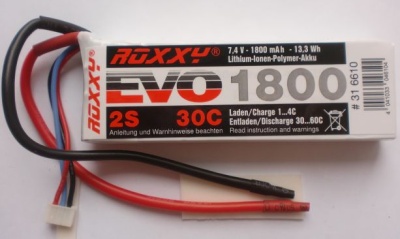 ROXXY
ROXXY
7,4 V - 1800 mAh - 13,3 Wh
Lithium-Ionen-Polymer-Akku
EVO 1800
2S 30C
Laden/Charge 1...4C
Entladen/Discharge 30...60C
Anleitung und Warnhinweise beachten
Read instruction and warnings
# 31 6610